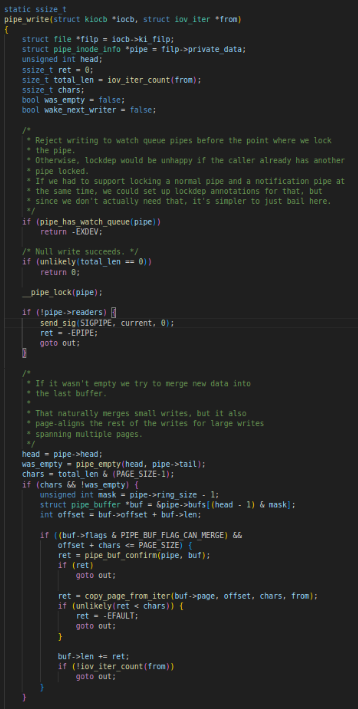 static ssize_t
pipe_write(struct kiocb *iocb, struct iov_iter *from)
{
    struct file *filp = iocb->ki_filp;
    struct pipe_inode_info *pipe = filp->private_data;
    unsigned int head;
    ssize_t ret = 0;
    size_t total_len = iov_iter_count(from);
    ssize_t chars;
    bool was_empty = false;
    bool wake_next_writer = false;

    /*
     * Reject writing to watch queue pipes before the point where we lock
     * the pipe.
     * Otherwise, lockdep would be unhappy if the caller already has another
     * pipe locked.
     * If we had to support locking a normal pipe and a notification pipe at
     * the same time, we could set up lockdep annotations for that, but
     * since we don't actually need that, it's simpler to just bail here.
     */
    if (pipe_has_watch_queue(pipe))
        return -EXDEV;

    /* Null write succeeds. */
    if (unlikely(total_len == 0))
        return 0;

    __pipe_lock(pipe);

    if (!pipe->readers) {
        send_sig(SIGPIPE, current, 0);
        ret = -EPIPE;
        goto out;
    }

    /*
     * If it wasn't empty we try to merge new data into
     * the last buffer.
     *
     * That naturally merges small writes, but it also
     * page-aligns the rest of the writes for large writes
     * spanning multiple pages.
     */
    head = pipe->head;
    was_empty = pipe_empty(head, pipe->tail);
    chars = total_len & (PAGE_SIZE-1);
    if (chars && !was_empty) {
        unsigned int mask = pipe->ring_size - 1;
        struct pipe_buffer *buf = &pipe->bufs[(head - 1) & mask];
        int offset = buf->offset + buf->len;

        if ((buf->flags & PIPE_BUF_FLAG_CAN_MERGE) &&
            offset + chars <= PAGE_SIZE) {
            ret = pipe_buf_confirm(pipe, buf);
            if (ret)
                goto out;

            ret = copy_page_from_iter(buf->page, offset, chars, from);
            if (unlikely(ret < chars)) {
                ret = -EFAULT;
                goto out;
            }

            buf->len += ret;
            if (!iov_iter_count(from))
                goto out;
        }
    }